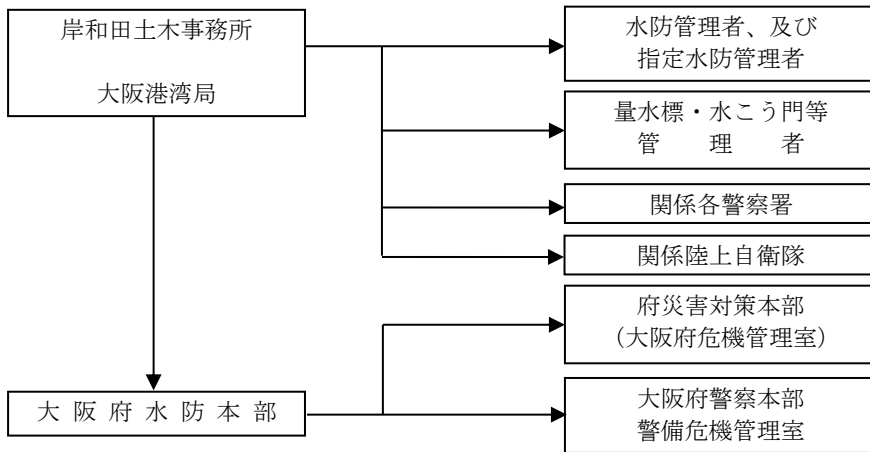 岸和田土木事務所
大阪港湾局
水防管理者、及び
指定水防管理者
量水標・水こう門等
管　理　者
関係各警察署
関係陸上自衛隊
府災害対策本部
（大阪府危機管理室）
大 阪 府 水 防 本 部
大阪府警察本部
警備危機管理室